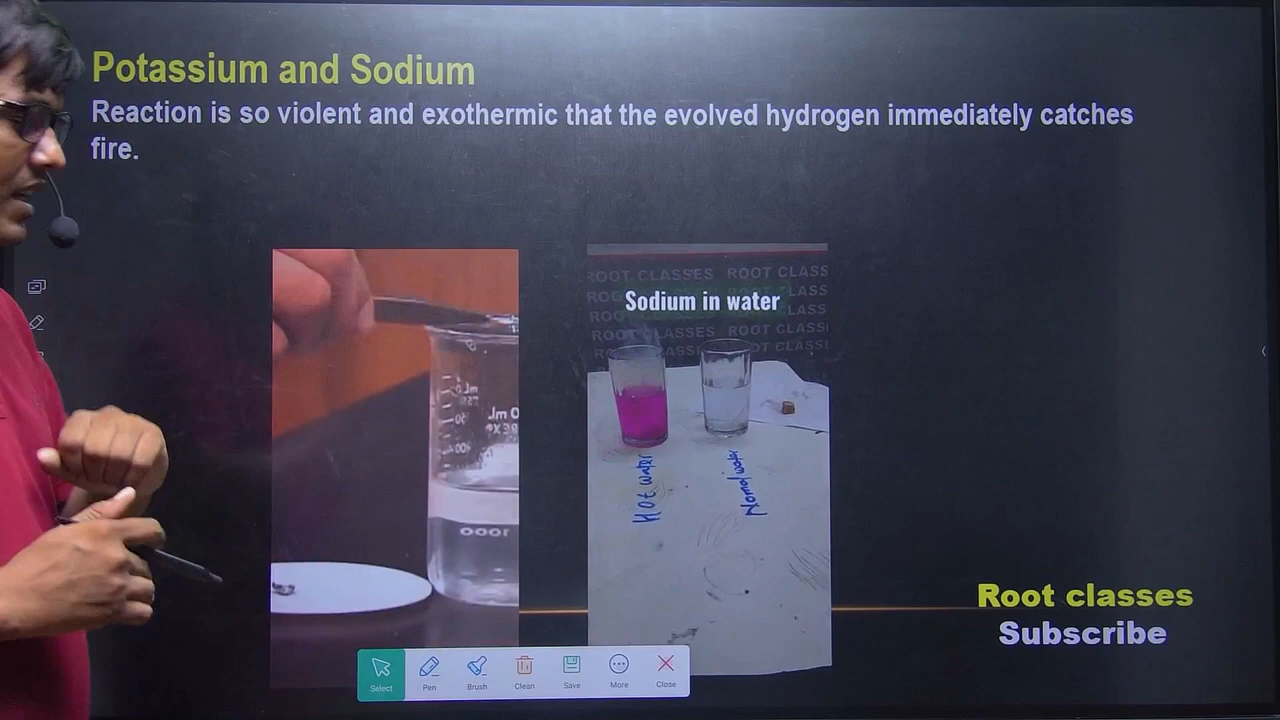 Potassium and Sodium
Reaction is so violent and exothermic that the evolved hydrogen immediately catches
fire.
ROOT CLASSES ROOT CLASS
Sodium in water
Hot water
Normal water
1000
Root classes
Subscribe
Select
Pen
Brush
Clean
Save
More
Close